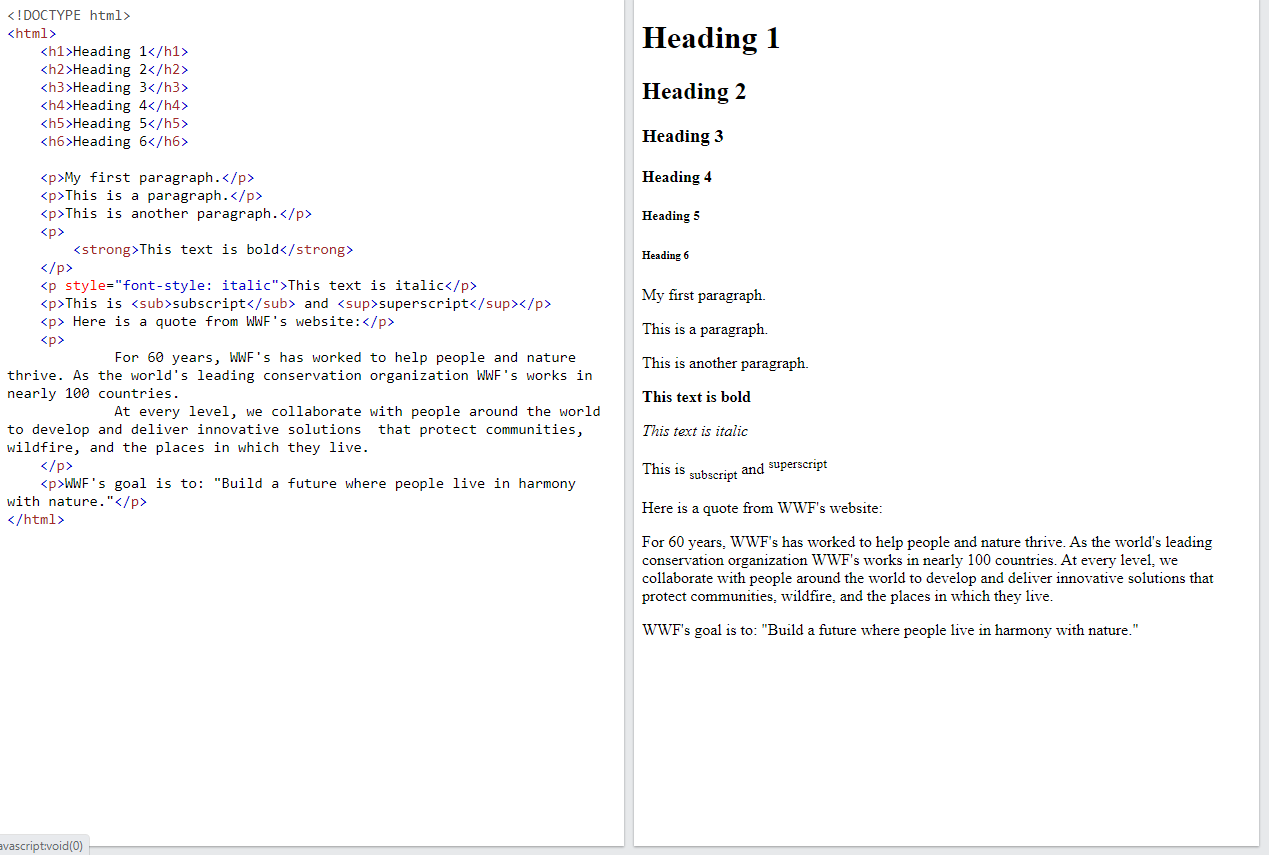 <!DOCTYPE html>
<html>
    <h1>Heading 1</h1>
    <h2>Heading 2</h2>
    <h3>Heading 3</h3>
    <h4>Heading 4</h4>
    <h5>Heading 5</h5>
    <h6>Heading 6</h6>

    <p>My first paragraph.</p>
    <p>This is a paragraph.</p>
    <p>This is another paragraph.</p>
    <p>
        <strong>This text is bold</strong>
    </p>
    <p style="font-style: italic">This text is italic</p>
    <p>This is <sub>subscript</sub> and <sup>superscript</sup></p>
    <p> Here is a quote from WWF's website:</p>
    <p>
             For 60 years, WWF's has worked to help people and nature
thrive. As the world's leading conservation organization WWF's works in
nearly 100 countries.
             At every level, we collaborate with people around the world
to develop and deliver innovative solutions  that protect communities,
wildfire, and the places in which they live.
    </p>
    <p>WWF's goal is to: "Build a future where people live in harmony
with nature."</p>
</html>
avascript:void(0)
Heading 1
Heading 2
Heading 3
Heading 4
Heading 5
Heading 6
My first paragraph.
This is a paragraph.
This is another paragraph.
This text is bold
This text is italic
This is subscript and superscript
Here is a quote from WWF's website:
For 60 years, WWF's has worked to help people and nature thrive. As the world's leading
conservation organization WWF's works in nearly 100 countries. At every level, we
collaborate with people around the world to develop and deliver innovative solutions that
protect communities, wildfire, and the places in which they live.
WWF's goal is to: "Build a future where people live in harmony with nature."